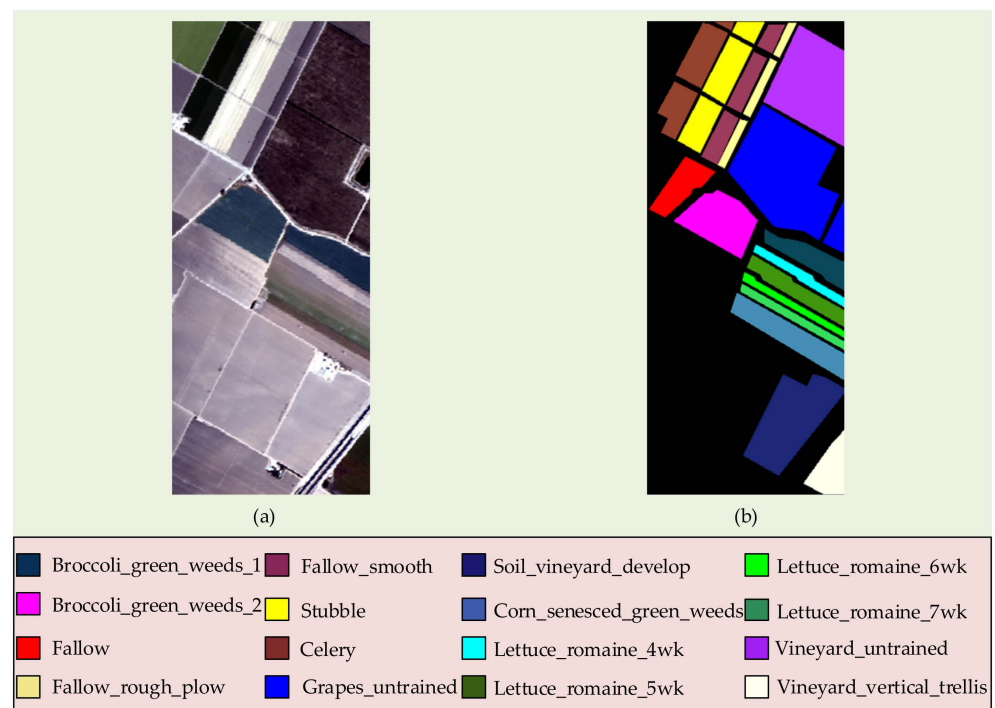 (a)
(b)
Broccoli_green_weeds_1
Fallow_smooth
Soil_vineyard_develop
Lettuce_romaine_6wk
Broccoli_green_weeds_2
Stubble
Corn_senesced_green_weeds
Lettuce_romaine_7wk
Fallow
Celery
Lettuce_romaine_4wk
Vineyard_untrained
Fallow_rough_plow
Grapes_untrained
Lettuce_romaine_5wk
Vineyard_vertical_trellis